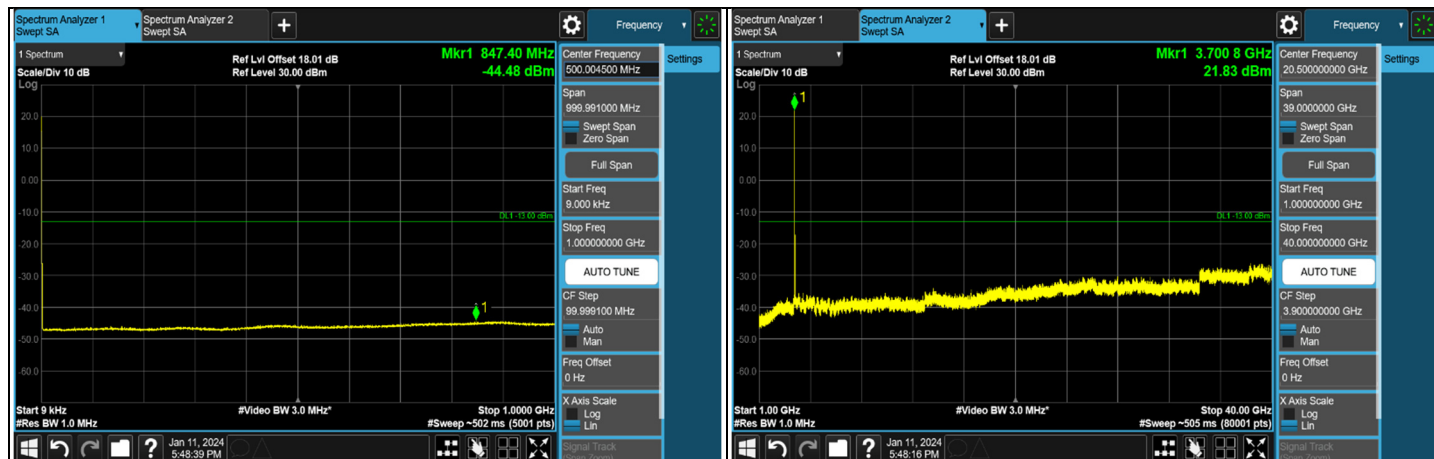 Spectrum Analyzer 1
Swept SA
Spectrum Analyzer 2
Swept SA
Frequency
1 Spectrum
Scale/Div 10 dB
Log
Ref Lvl Offset 18.01 dB
Ref Level 30.00 dBm
Mkr1 847.40 MHz
-44.48 dBm
1
20.0
10.0
0.00
-10.0
-20.0
-30.0
-40.0
-50.0
-60.0
DL1 -13.00 dBm
Start 9 kHz
#Res BW 1.0 MHz
#Video BW 3.0 MHz*
Stop 1.0000 GHz
#Sweep ~502 ms (5001 pts)
Center Frequency
500.004500 MHz
Settings
Span
999.991000 MHz
Swept Span
Zero Span
Full Span
Start Freq
9.000 kHz
Stop Freq
1.000000000 GHz
AUTO TUNE
CF Step
99.999100 MHz
Auto
Man
Freq Offset
0 Hz
X Axis Scale
Log
Lin
Signal Track
(Span Zoom)
?
Jan 11, 2024
5:48:39 PM
Spectrum Analyzer 1
Swept SA
Spectrum Analyzer 2
Swept SA
Frequency
1 Spectrum
Scale/Div 10 dB
Log
Ref Lvl Offset 18.01 dB
Ref Level 30.00 dBm
Mkr1 3.700 8 GHz
21.83 dBm
1
20.0
10.0
0.00
-10.0
-20.0
-30.0
-40.0
-50.0
-60.0
DL1 -13.00 dBm
Start 1.00 GHz
#Res BW 1.0 MHz
#Video BW 3.0 MHz*
Stop 40.00 GHz
#Sweep ~505 ms (80001 pts)
Center Frequency
20.500000000 GHz
Settings
Span
39.0000000 GHz
Swept Span
Zero Span
Full Span
Start Freq
1.000000000 GHz
Stop Freq
40.000000000 GHz
AUTO TUNE
CF Step
3.900000000 GHz
Auto
Man
Freq Offset
0 Hz
X Axis Scale
Log
Lin
Signal Track
(Span Zoom)
?
Jan 11, 2024
5:48:16 PM